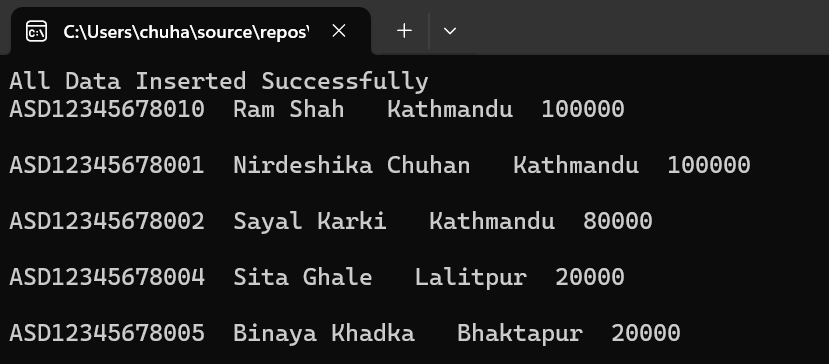 C:\Users\chuha\source\repos\
All Data Inserted Successfully
ASD12345678010  Ram Shah   Kathmandu  100000
ASD12345678001  Nirdeshika Chuhan   Kathmandu  100000
ASD12345678002  Sayal Karki   Kathmandu  80000
ASD12345678004  Sita Ghale   Lalitpur  20000
ASD12345678005  Binaya Khadka   Bhaktapur  20000